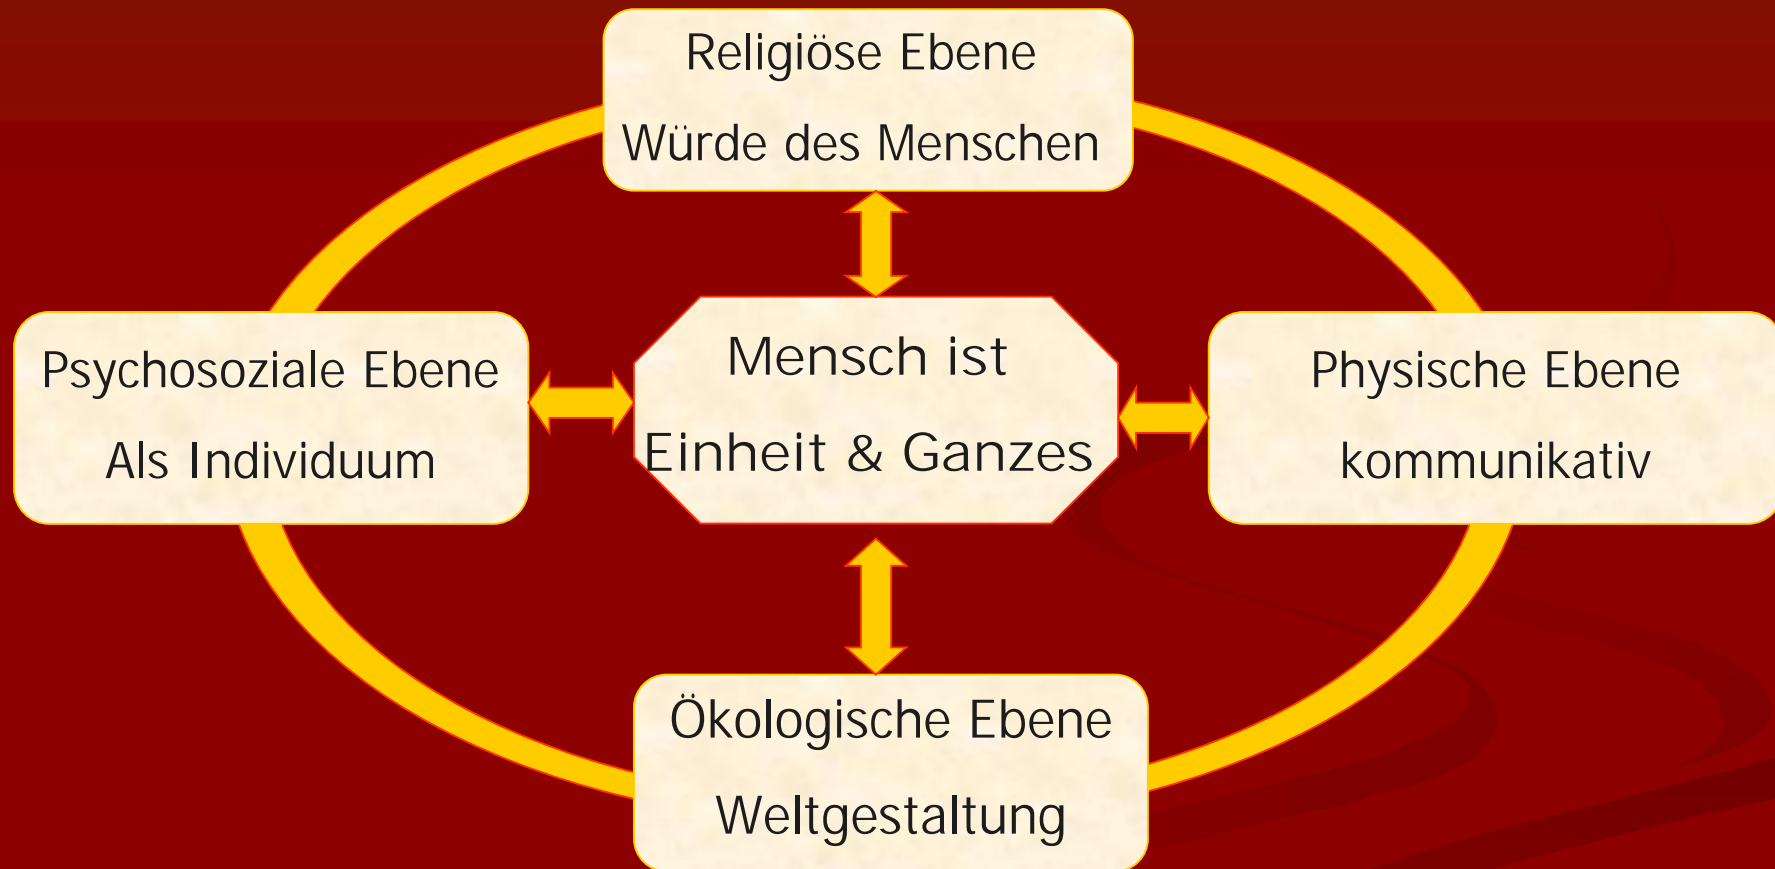 Religiöse Ebene
Würde des Menschen
Psychosoziale Ebene
Als Individuum
Mensch ist
Einheit & Ganzes
Physische Ebene
kommunikativ
Ökologische Ebene
Weltgestaltung